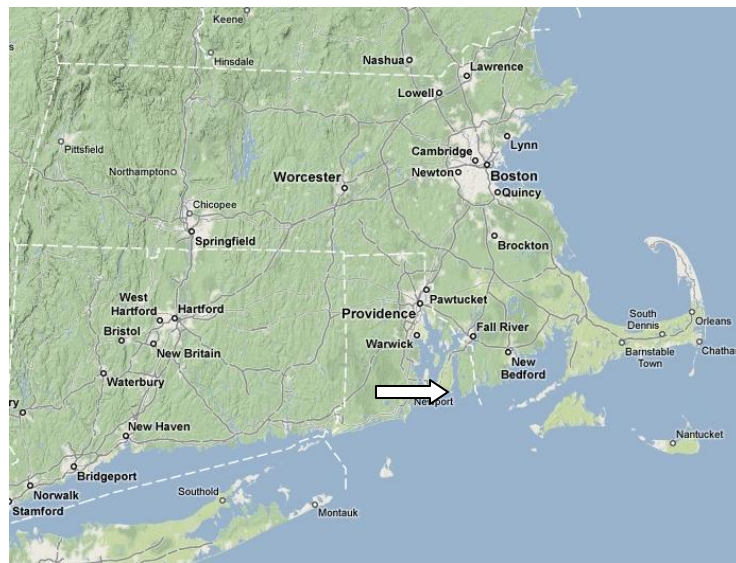 Keene
s
Hinsdale
Nashua
Lawrence
Lowell
Pittsfield
Cambridge
Lynn
Northampton
Worcester
Newton
Boston
Quincy
Chicopee
Springfield
Brockton
West
Hartford
Hartford
Pawtucket
Providence
South
Dennis
Orleans
Bristol
Warwick
Fall River
New Britain
New
Bedford
Barnstable
Town
Chatha
Waterbury
ry
Newport
New Haven
Nantucket
Bridgeport
Norwalk
Southold
Stamford
Montauk